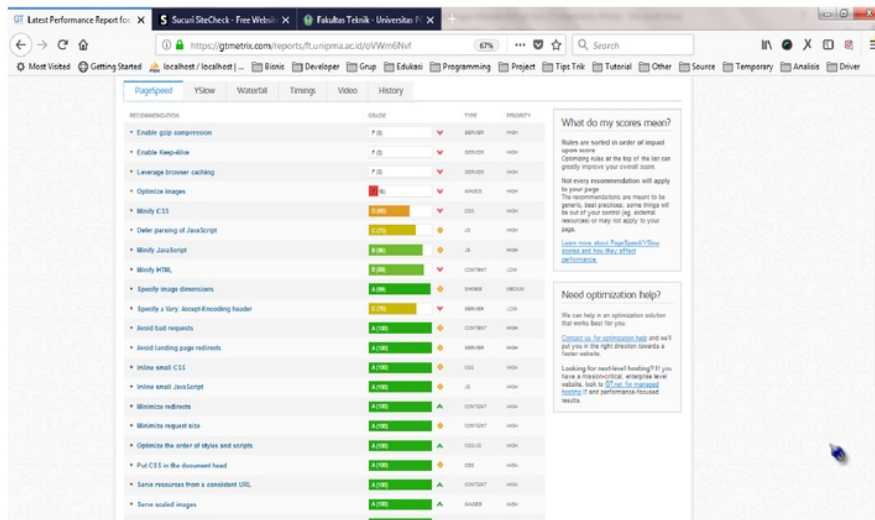 Latest Performance Report for:
Sucuri SiteCheck - Free Websit
Fakultas Teknik - Universitas PG
https://gtmetrix.com/reports/ft.unipma.ac.id/oVWm6Nvf
67%
Search
Most Visited Getting Started localhost / localhost | ... Bisnis Developer Grup Edukasi Programming Project Tips Trik Tutorial Other Source Temporary Analisis Driver
PageSpeed YSlow Waterfall Timings Video History
RECOMMENDATION GRADE TYPE PRIORITY
Enable gzip compression F (0) SERVER HIGH
Enable Keep-Alive F (0) SERVER HIGH
Leverage browser caching F (0) SERVER HIGH
Optimize images IMAGES HIGH
Minify CSS CSS HIGH
Defer parsing of JavaScript JS HIGH
Minify JavaScript JS HIGH
Minify HTML CONTENT LOW
Specify image dimensions IMAGES MEDIUM
Specify a Vary: Accept-Encoding header SERVER LOW
Avoid bad requests A (100) CONTENT HIGH
Avoid landing page redirects A (100) SERVER HIGH
Inline small CSS A (100) CSS HIGH
Inline small JavaScript A (100) JS HIGH
Minimize redirects A (100) CONTENT HIGH
Minimize request size A (100) CONTENT HIGH
Optimize the order of styles and scripts A (100) CSS/JS HIGH
Put CSS in the document head A (100) CSS HIGH
Serve resources from a consistent URL A (100) CONTENT HIGH
Serve scaled images A (100) IMAGES HIGH
What do my scores mean?
Rules are sorted in order of impact
upon score
Optimizing rules at the top of the list can
greatly improve your overall score.
Not every recommendation will apply
to your page
The recommendations are meant to be
generic, best practices; some things will
be out of your control (eg. external
resources) or may not apply to your
page.
Learn more about PageSpeed/YSlow
scores and how they affect
performance.
Need optimization help?
We can help in an optimization solution
that works best for you.
Contact us for optimization help and we'll
put you in the right direction towards a
faster website.
Looking for next-level hosting? If you
have a mission-critical, enterprise level
website, look to GT.net for managed
hosting and performance-focused
results.